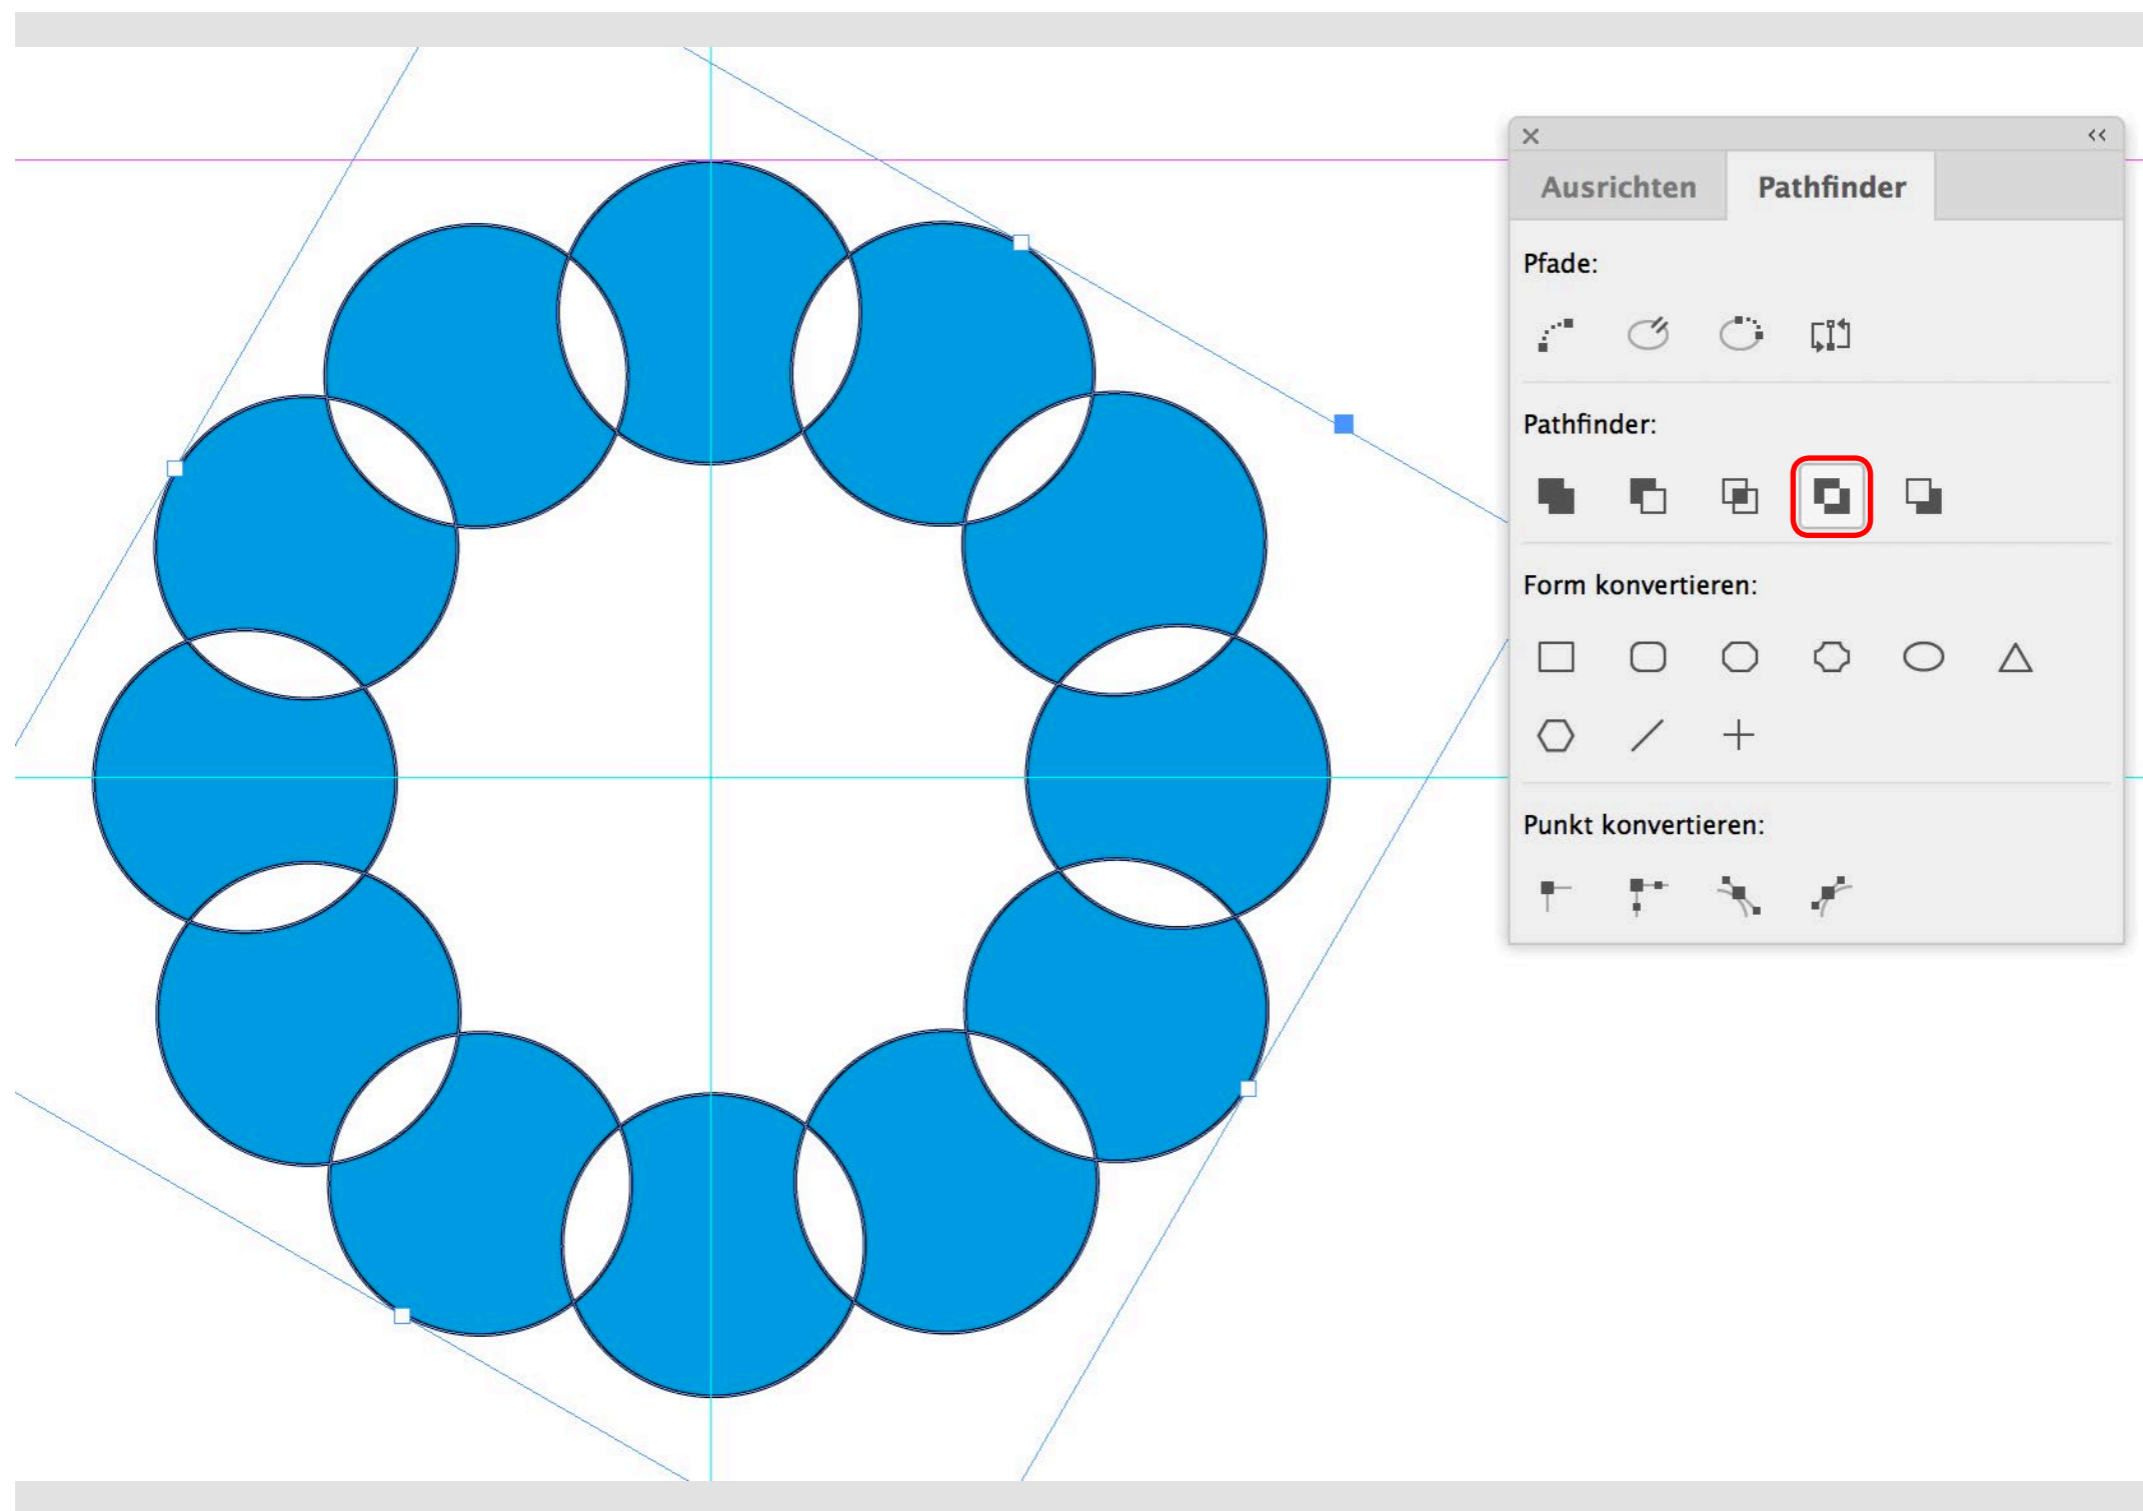 Ausrichten Pathfinder
Pfade:
Pathfinder:
Form konvertieren:
Punkt konvertieren: